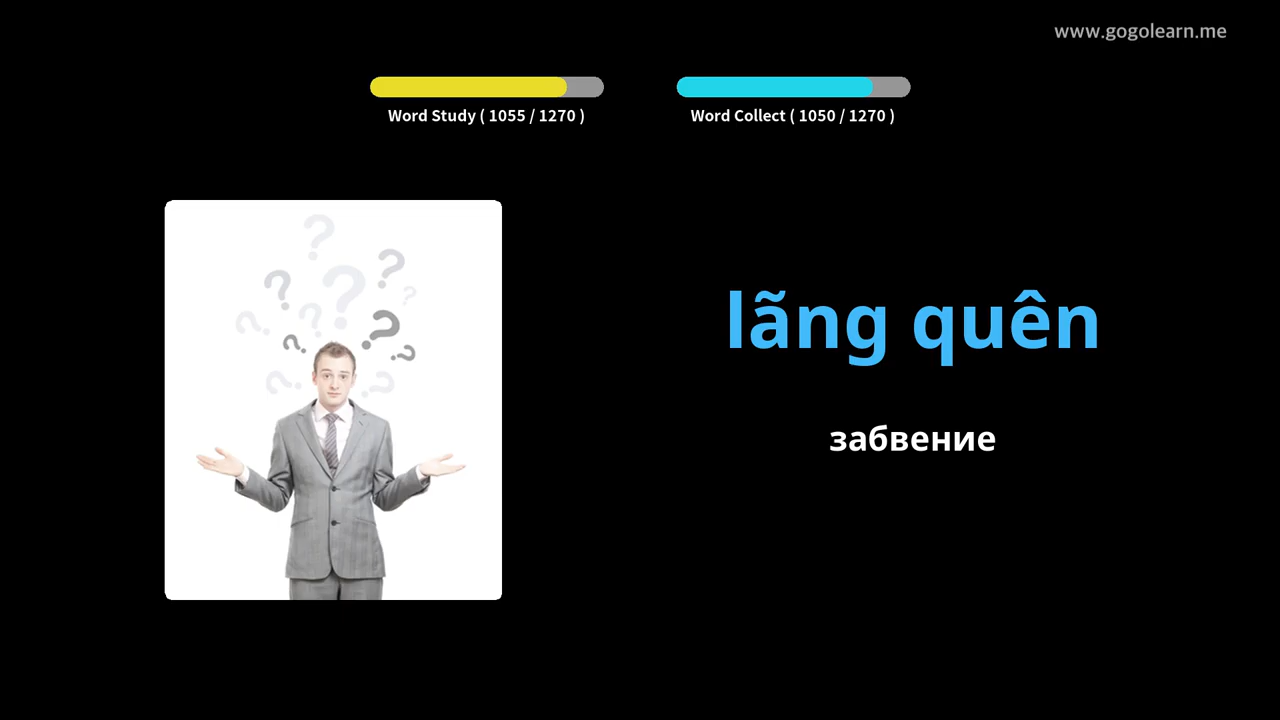 www.gogolearn.me
Word Study ( 1055 / 1270 )
Word Collect ( 1050 / 1270 )
lãng quên
забвение